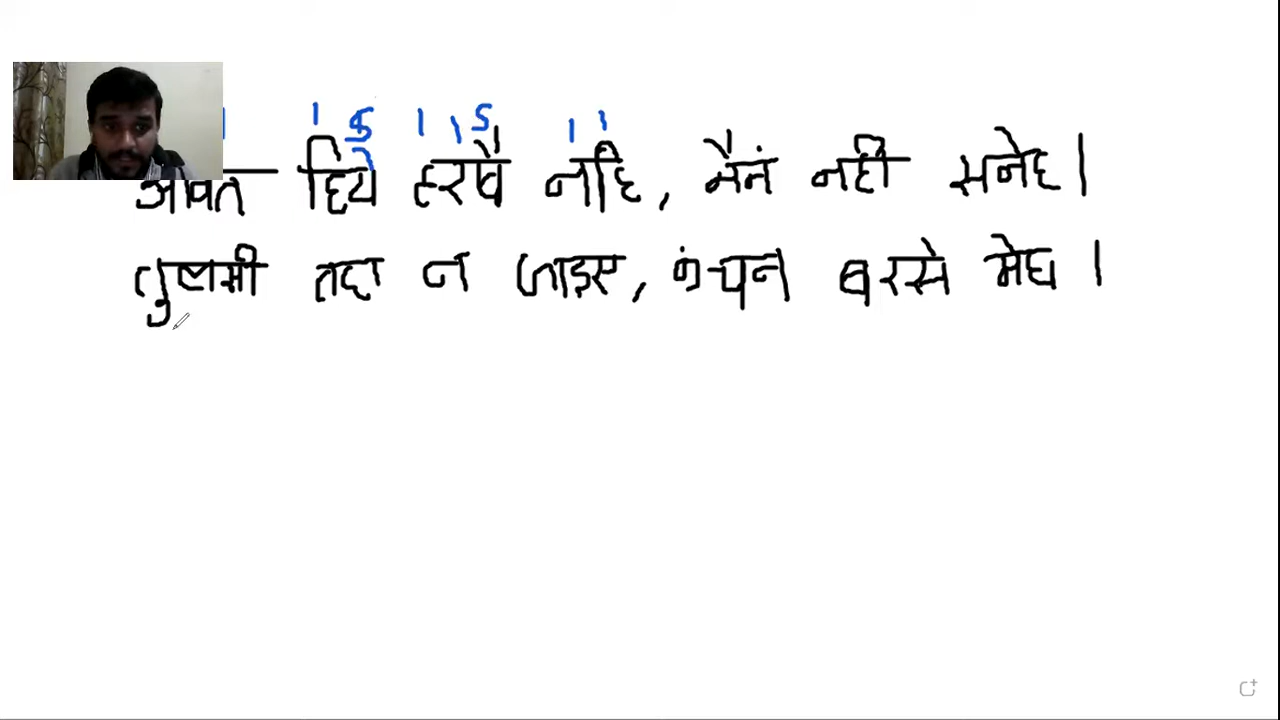 । । ऽ । । ऽ । ।
आवत हिये हरषै नहि, मैनं नही सनेह।
तुलसी तहा न जाइए, कंचन बरसे मेघ।